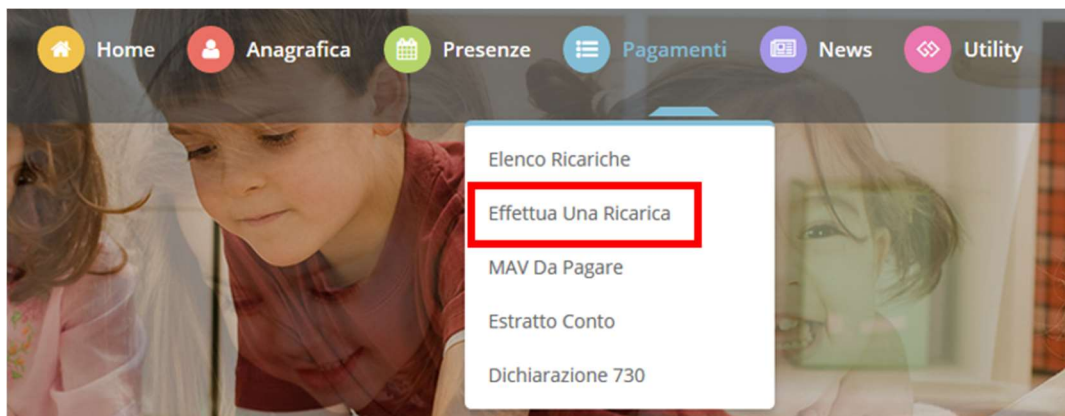 Home Anagrafica Presenze Pagamenti News Utility
Elenco Ricariche
Effettua Una Ricarica
MAV Da Pagare
Estratto Conto
Dichiarazione 730